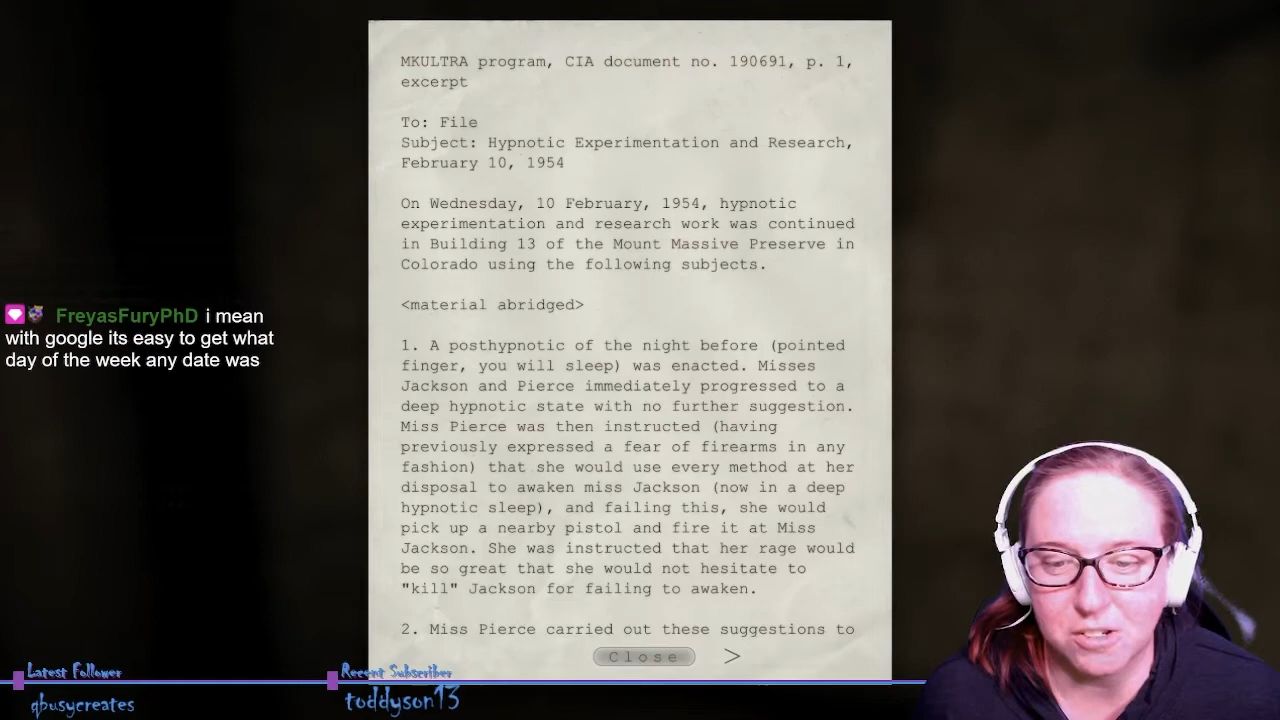 MKULTRA program, CIA document no. 190691, p. 1,
excerpt
To: File
Subject: Hypnotic Experimentation and Research,
February 10, 1954
On Wednesday, 10 February, 1954, hypnotic
experimentation and research work was continued
in Building 13 of the Mount Massive Preserve in
Colorado using the following subjects.
<material abridged>
1. A posthypnotic of the night before (pointed
finger, you will sleep) was enacted. Misses
Jackson and Pierce immediately progressed to a
deep hypnotic state with no further suggestion.
Miss Pierce was then instructed (having
previously expressed a fear of firearms in any
fashion) that she would use every method at her
disposal to awaken miss Jackson (now in a deep
hypnotic sleep), and failing this, she would
pick up a nearby pistol and fire it at Miss
Jackson. She was instructed that her rage would
be so great that she would not hesitate to
"kill" Jackson for failing to awaken.
2. Miss Pierce carried out these suggestions to
Close >
FreyasFuryPhD i mean
with google its easy to get what
day of the week any date was
Latest Follower
qbusycreates
Recent Subscriber
toddyson13